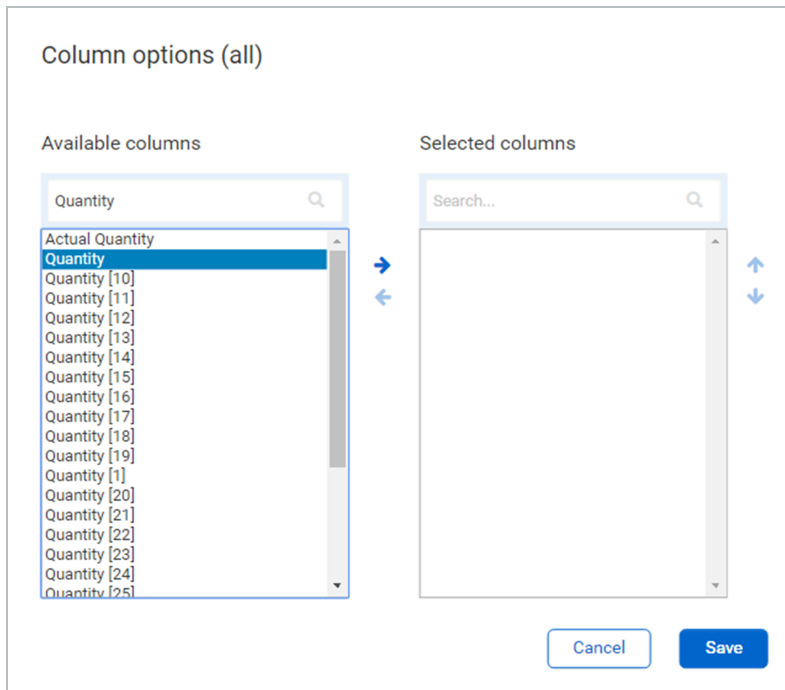 Column options (all)
Available columns
Selected columns
Quantity
Search...
Actual Quantity
Quantity
Quantity [10]
Quantity [11]
Quantity [12]
Quantity [13]
Quantity [14]
Quantity [15]
Quantity [16]
Quantity [17]
Quantity [18]
Quantity [19]
Quantity [1]
Quantity [20]
Quantity [21]
Quantity [22]
Quantity [23]
Quantity [24]
Quantity [25]
Cancel
Save